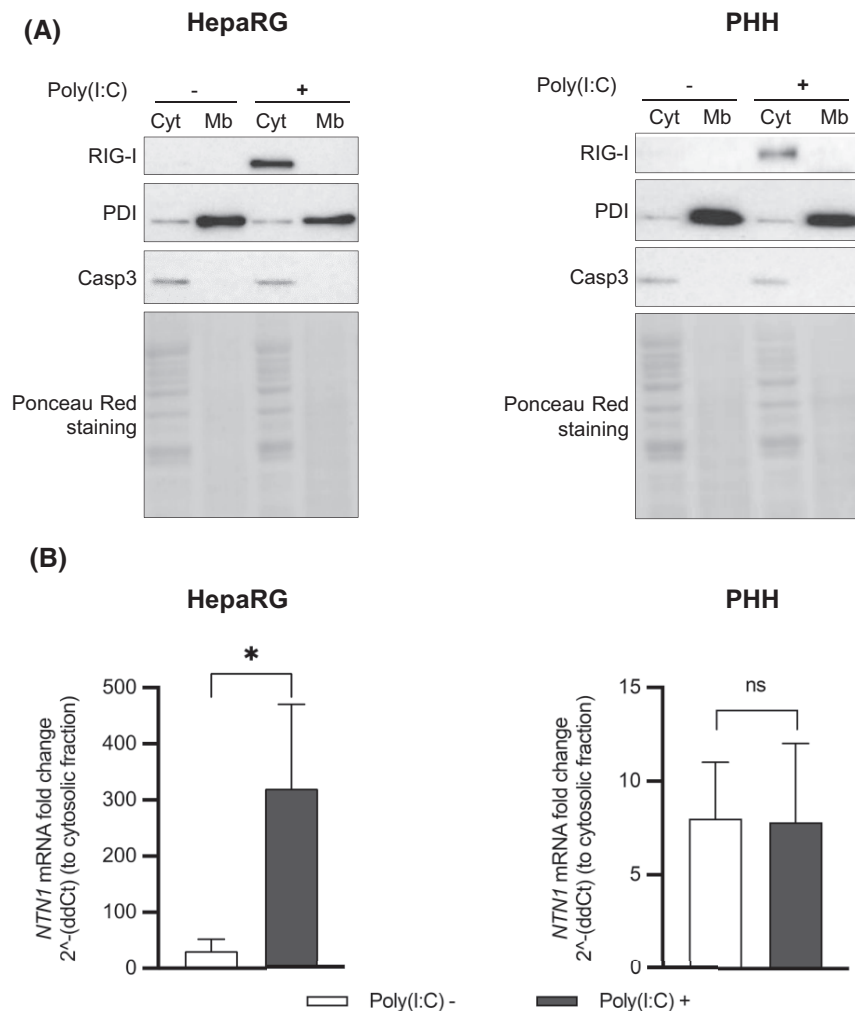 (A)
HepaRG
PHH
Poly(I:C) - +
Cyt Mb Cyt Mb
RIG-I
PDI
Casp3
Ponceau Red
staining
Poly(I:C) - +
Cyt Mb Cyt Mb
RIG-I
PDI
Casp3
Ponceau Red
staining
(B)
HepaRG
NTN1 mRNA fold change
2^-(ddCt) (to cytosolic fraction)
500
400
300
200
100
0
*
PHH
NTN1 mRNA fold change
2^-(ddCt) (to cytosolic fraction)
15
10
5
0
ns
Poly(I:C) - Poly(I:C) +